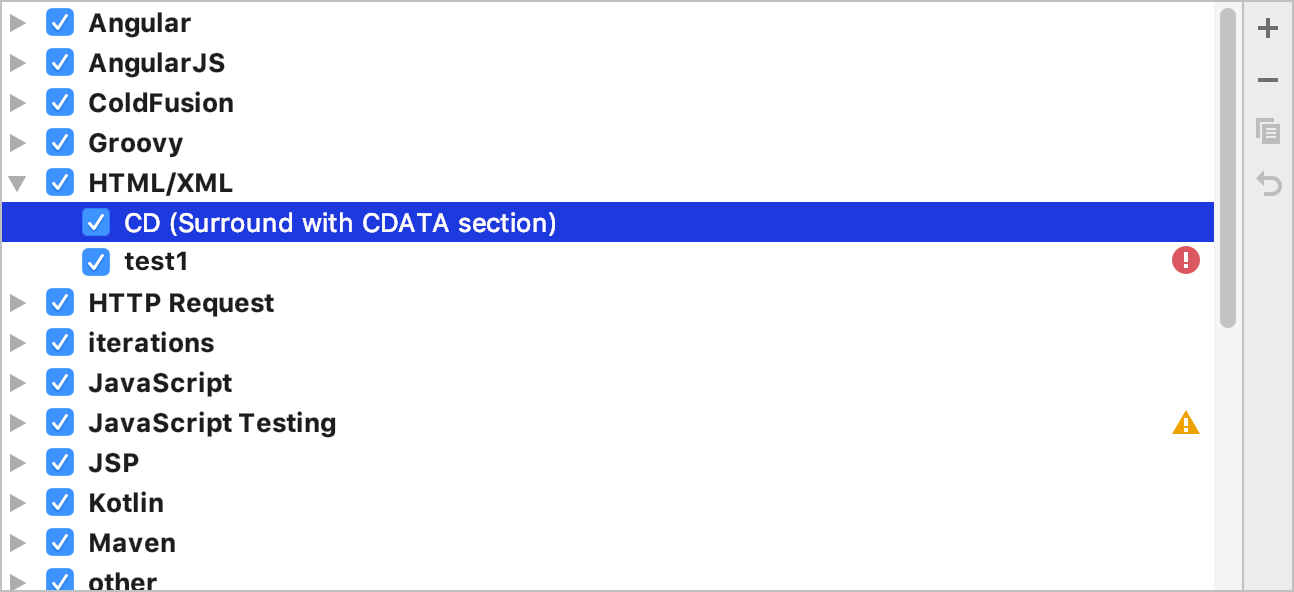 Angular
AngularJS
ColdFusion
Groovy
HTML/XML
CD (Surround with CDATA section)
test1
HTTP Request
iterations
JavaScript
JavaScript Testing
JSP
Kotlin
Maven
other